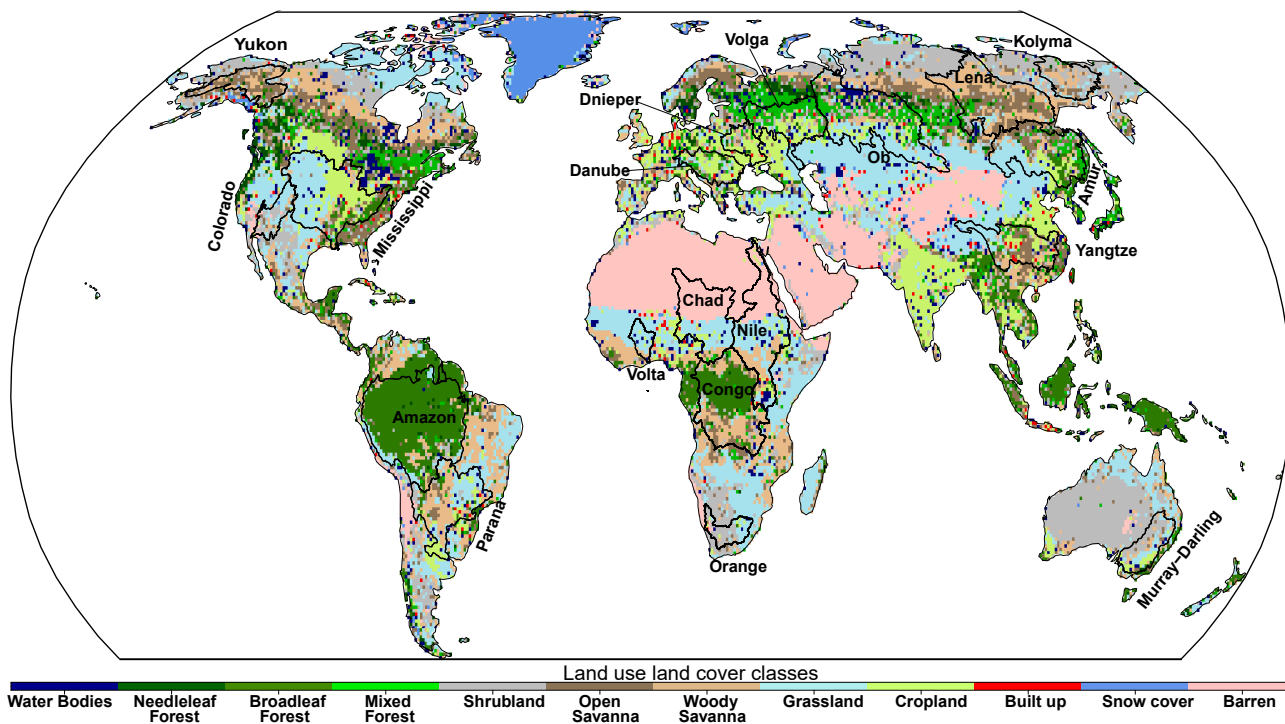 Yukon
Volga
Kolyma
Lena
Dnieper
Danube
Ob
Amur
Colorado
Mississippi
Yangtze
Chad
Nile
Volta
Congo
Amazon
Paraná
Orange
Murray−Darling
Land use land cover classes
Water Bodies
Needleleaf
Forest
Broadleaf
Forest
Mixed
Forest
Shrubland
Open
Savanna
Woody
Savanna
Grassland
Cropland
Built up
Snow cover
Barren